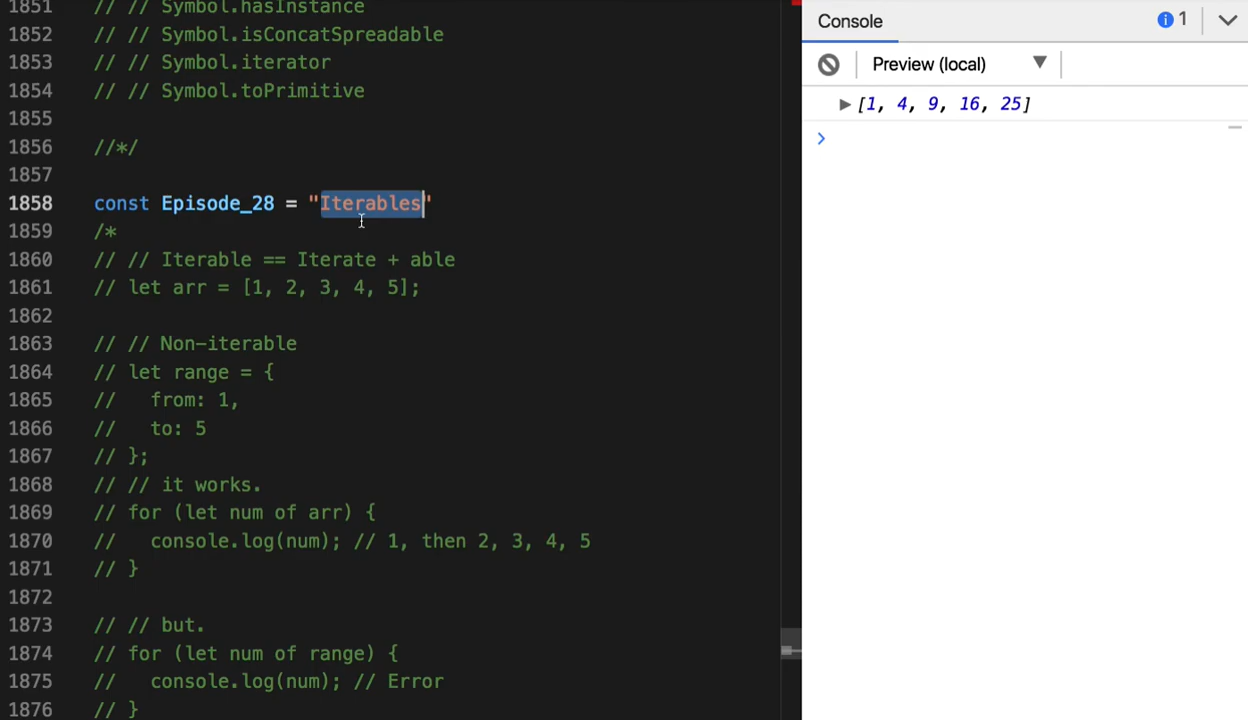 1851 // // Symbol.hasInstance
1852 // // Symbol.isConcatSpreadable
1853 // // Symbol.iterator
1854 // // Symbol.toPrimitive
1855
1856 //*/
1857
1858 const Episode_28 = "Iterables"
1859 /*
1860 // // Iterable == Iterate + able
1861 // let arr = [1, 2, 3, 4, 5];
1862
1863 // // Non-iterable
1864 // let range = {
1865 //   from: 1,
1866 //   to: 5
1867 // };
1868 // // it works.
1869 // for (let num of arr) {
1870 //   console.log(num); // 1, then 2, 3, 4, 5
1871 // }
1872
1873 // // but.
1874 // for (let num of range) {
1875 //   console.log(num); // Error
1876 // }
Console 1
Preview (local)
[1, 4, 9, 16, 25]